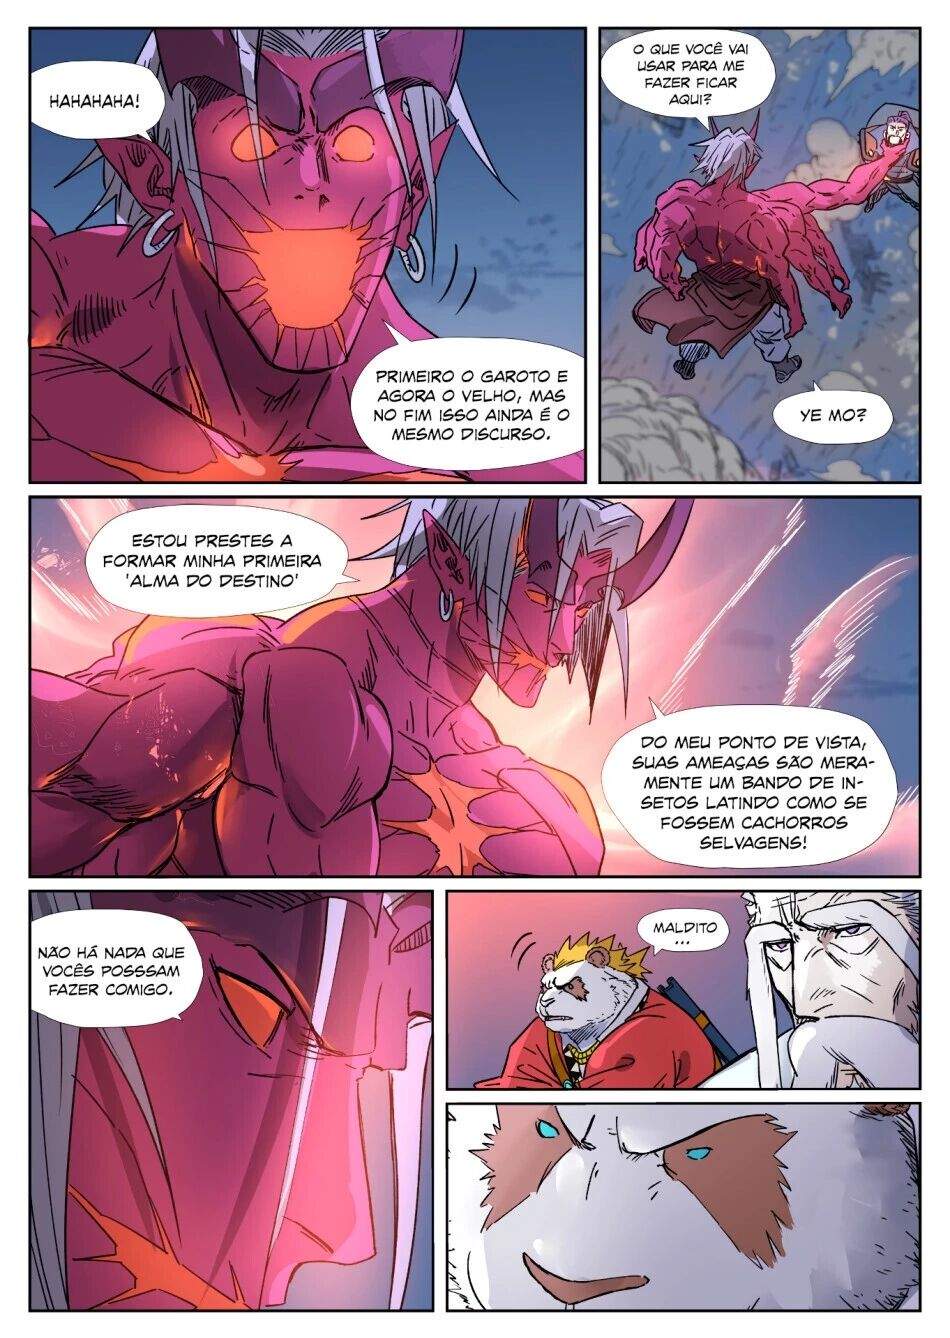 HAHAHAHA!
PRIMEIRO O GAROTO E
AGORA O VELHO, MAS
NO FIM ISSO AINDA É O
MESMO DISCURSO.
O QUE VOCÊ VAI
USAR PARA ME
FAZER FICAR
AQUI?
YE MO?
ESTOU PRESTES A
FORMAR MINHA PRIMEIRA
'ALMA DO DESTINO'
DO MEU PONTO DE VISTA,
SUAS AMEAÇAS SÃO MERA-
MENTE UM BANDO DE IN-
SETOS LATINDO COMO SE
FOSSEM CACHORROS
SELVAGENS!
NÃO HÁ NADA QUE
VOCÊS POSSSAM
FAZER COMIGO.
MALDITO
...